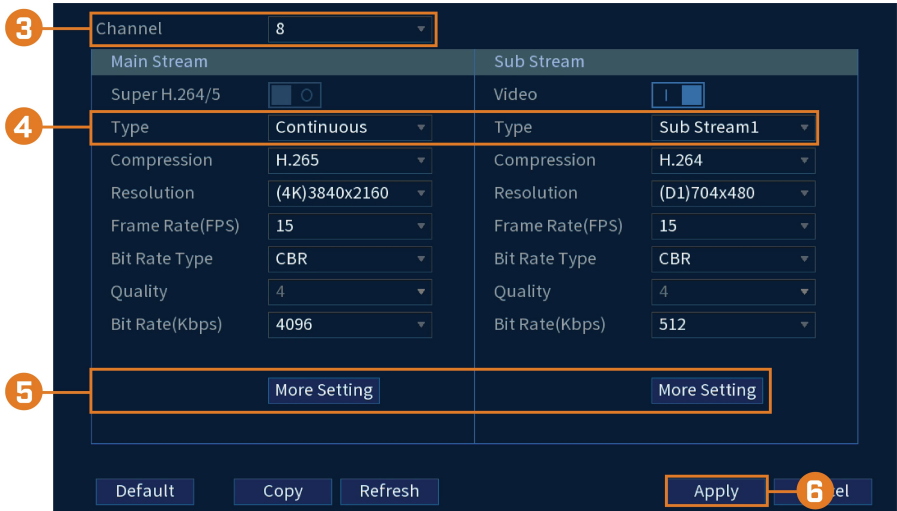 3 Channel 8
Main Stream Sub Stream
Super H.264/5 Video
4 Type Continuous Type Sub Stream1
Compression H.265 Compression H.264
Resolution (4K)3840x2160 Resolution (D1)704x480
Frame Rate(FPS) 15 Frame Rate(FPS) 15
Bit Rate Type CBR Bit Rate Type CBR
Quality 4 Quality 4
Bit Rate(Kbps) 4096 Bit Rate(Kbps) 512
5 More Setting More Setting
Default Copy Refresh Apply 6